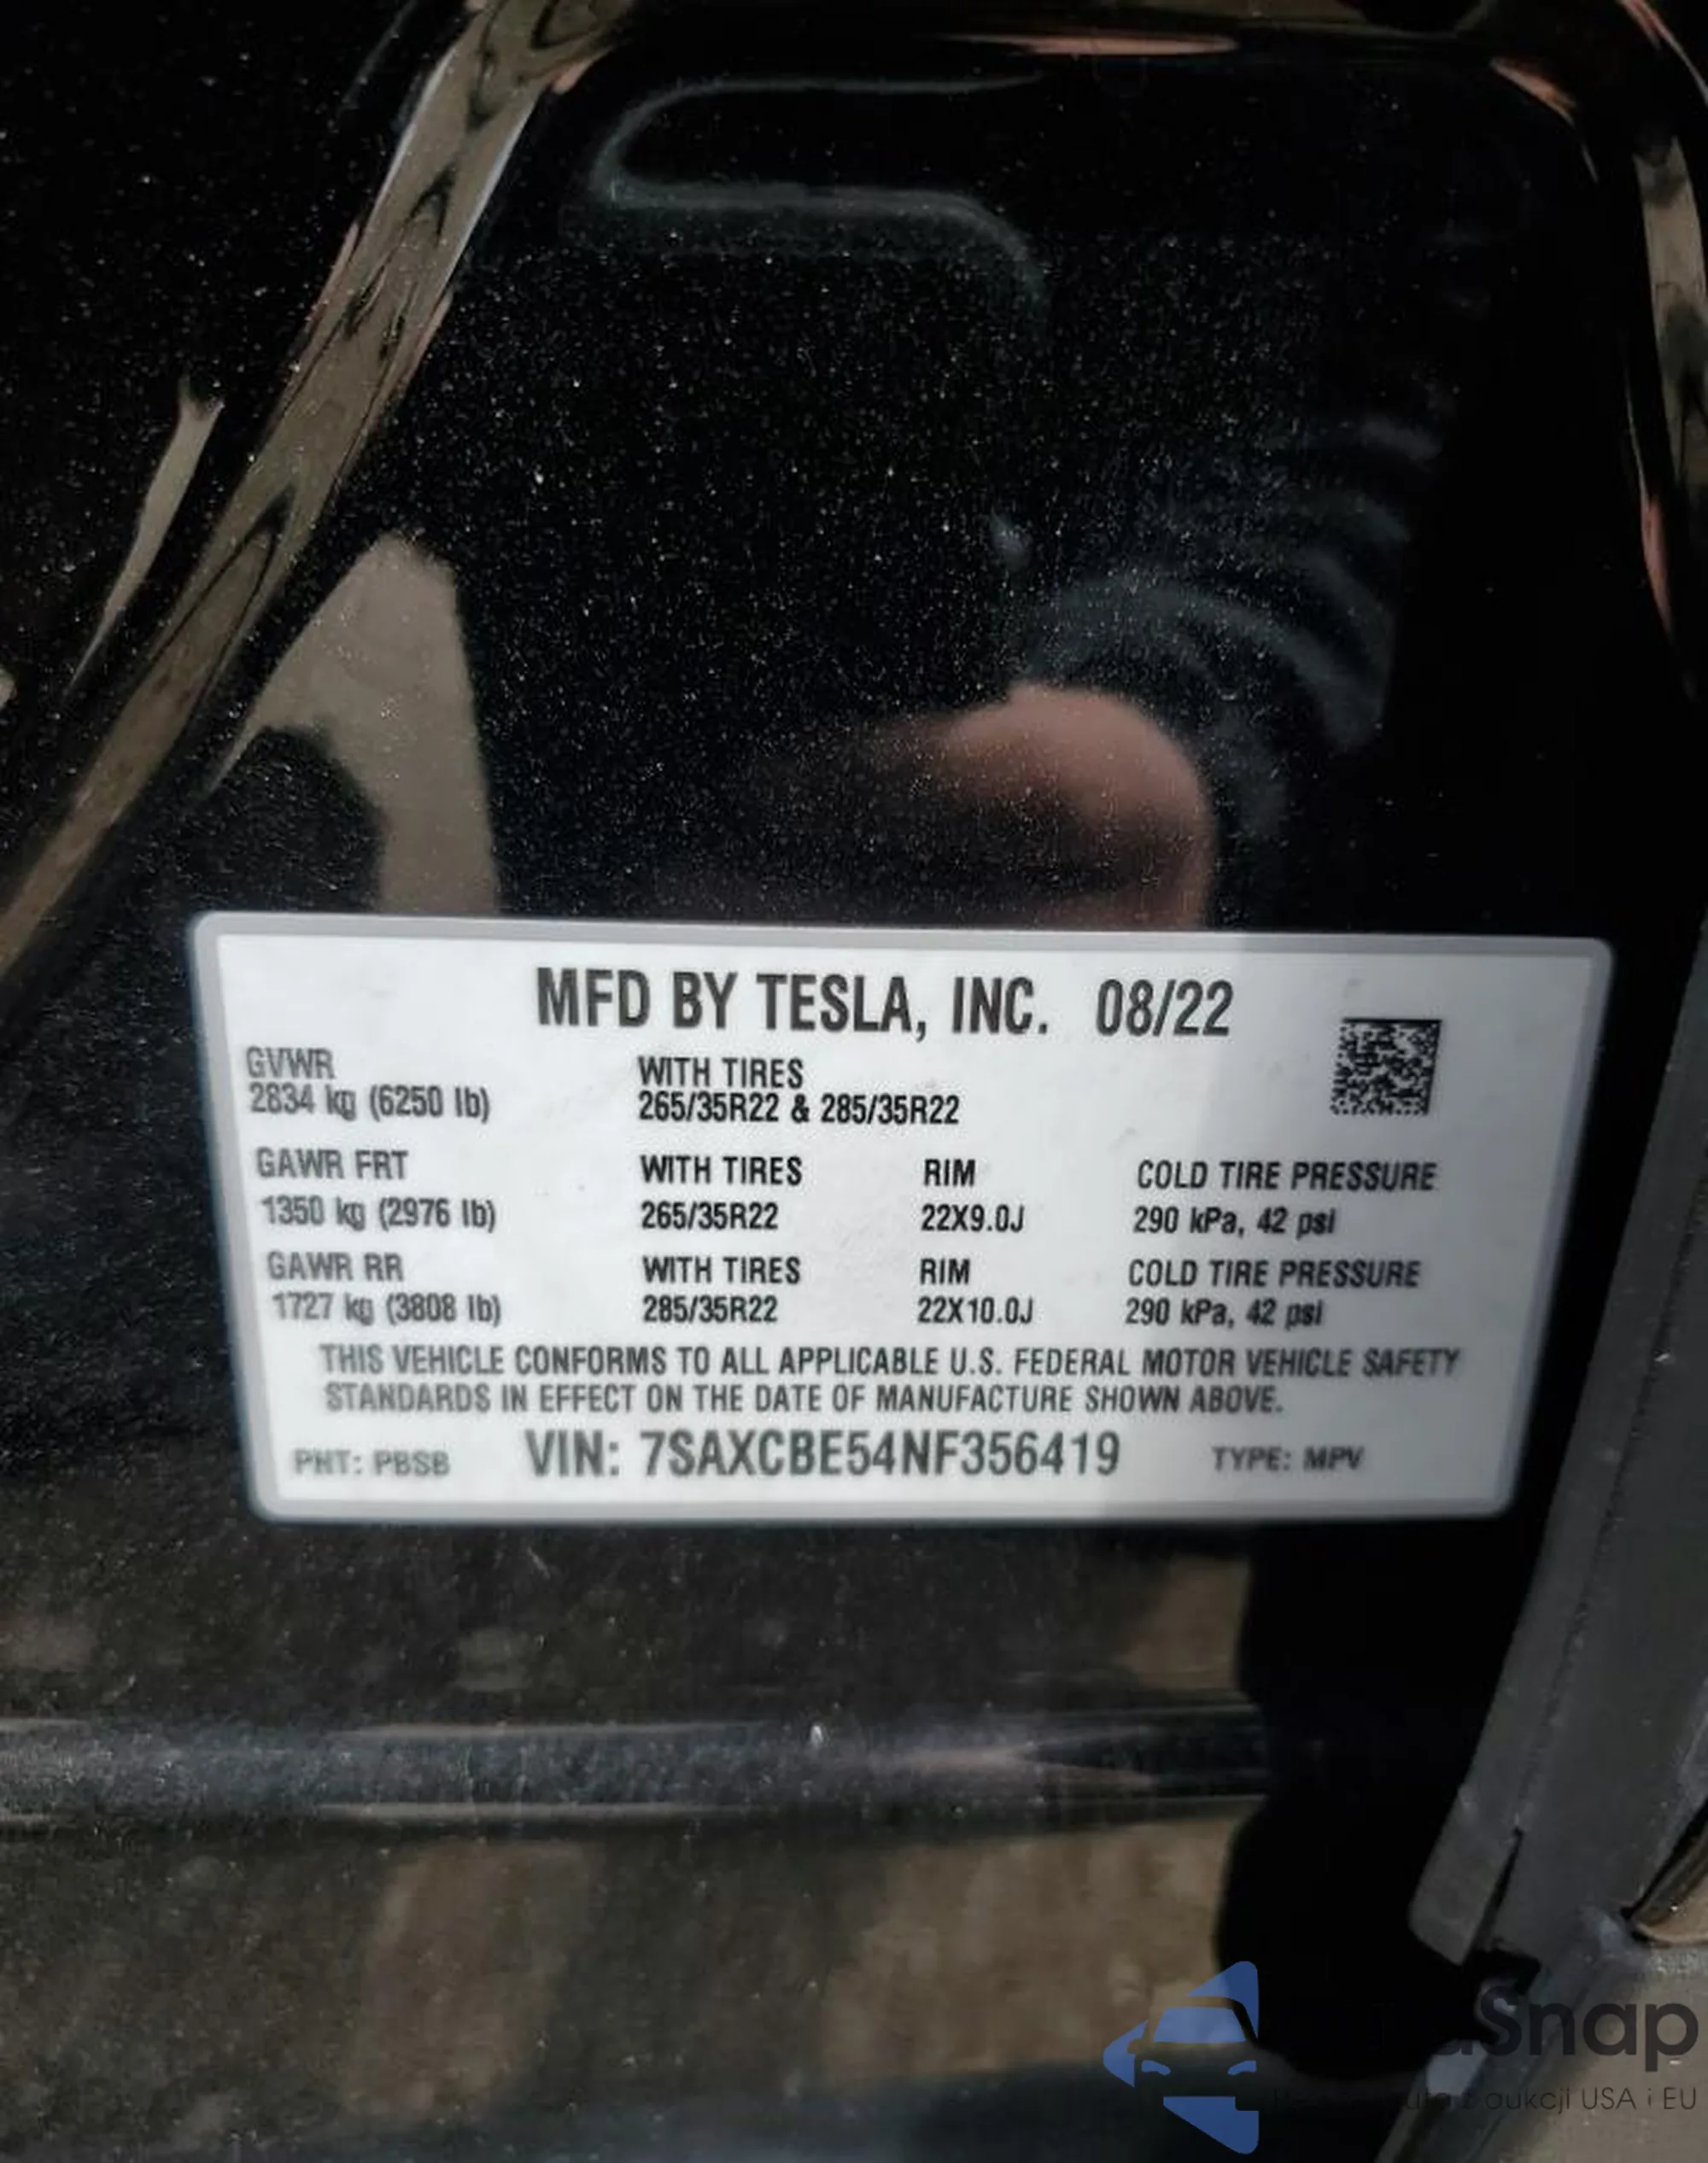 MFD BY TESLA, INC. 08/22
GVWR WITH TIRES
2834 kg (6250 lb) 265/35R22 & 285/35R22
GAWR FRT WITH TIRES RIM COLD TIRE PRESSURE
1350 kg (2976 lb) 265/35R22 22X9.0J 290 kPa, 42 psi
GAWR RR WITH TIRES RIM COLD TIRE PRESSURE
1727 kg (3808 lb) 285/35R22 22X10.0J 290 kPa, 42 psi
THIS VEHICLE CONFORMS TO ALL APPLICABLE U.S. FEDERAL MOTOR VEHICLE SAFETY
STANDARDS IN EFFECT ON THE DATE OF MANUFACTURE SHOWN ABOVE.
PNT: PBSB VIN: 7SAXCBE54NF356419 TYPE: MPV
Snap
z aukcji USA i EU